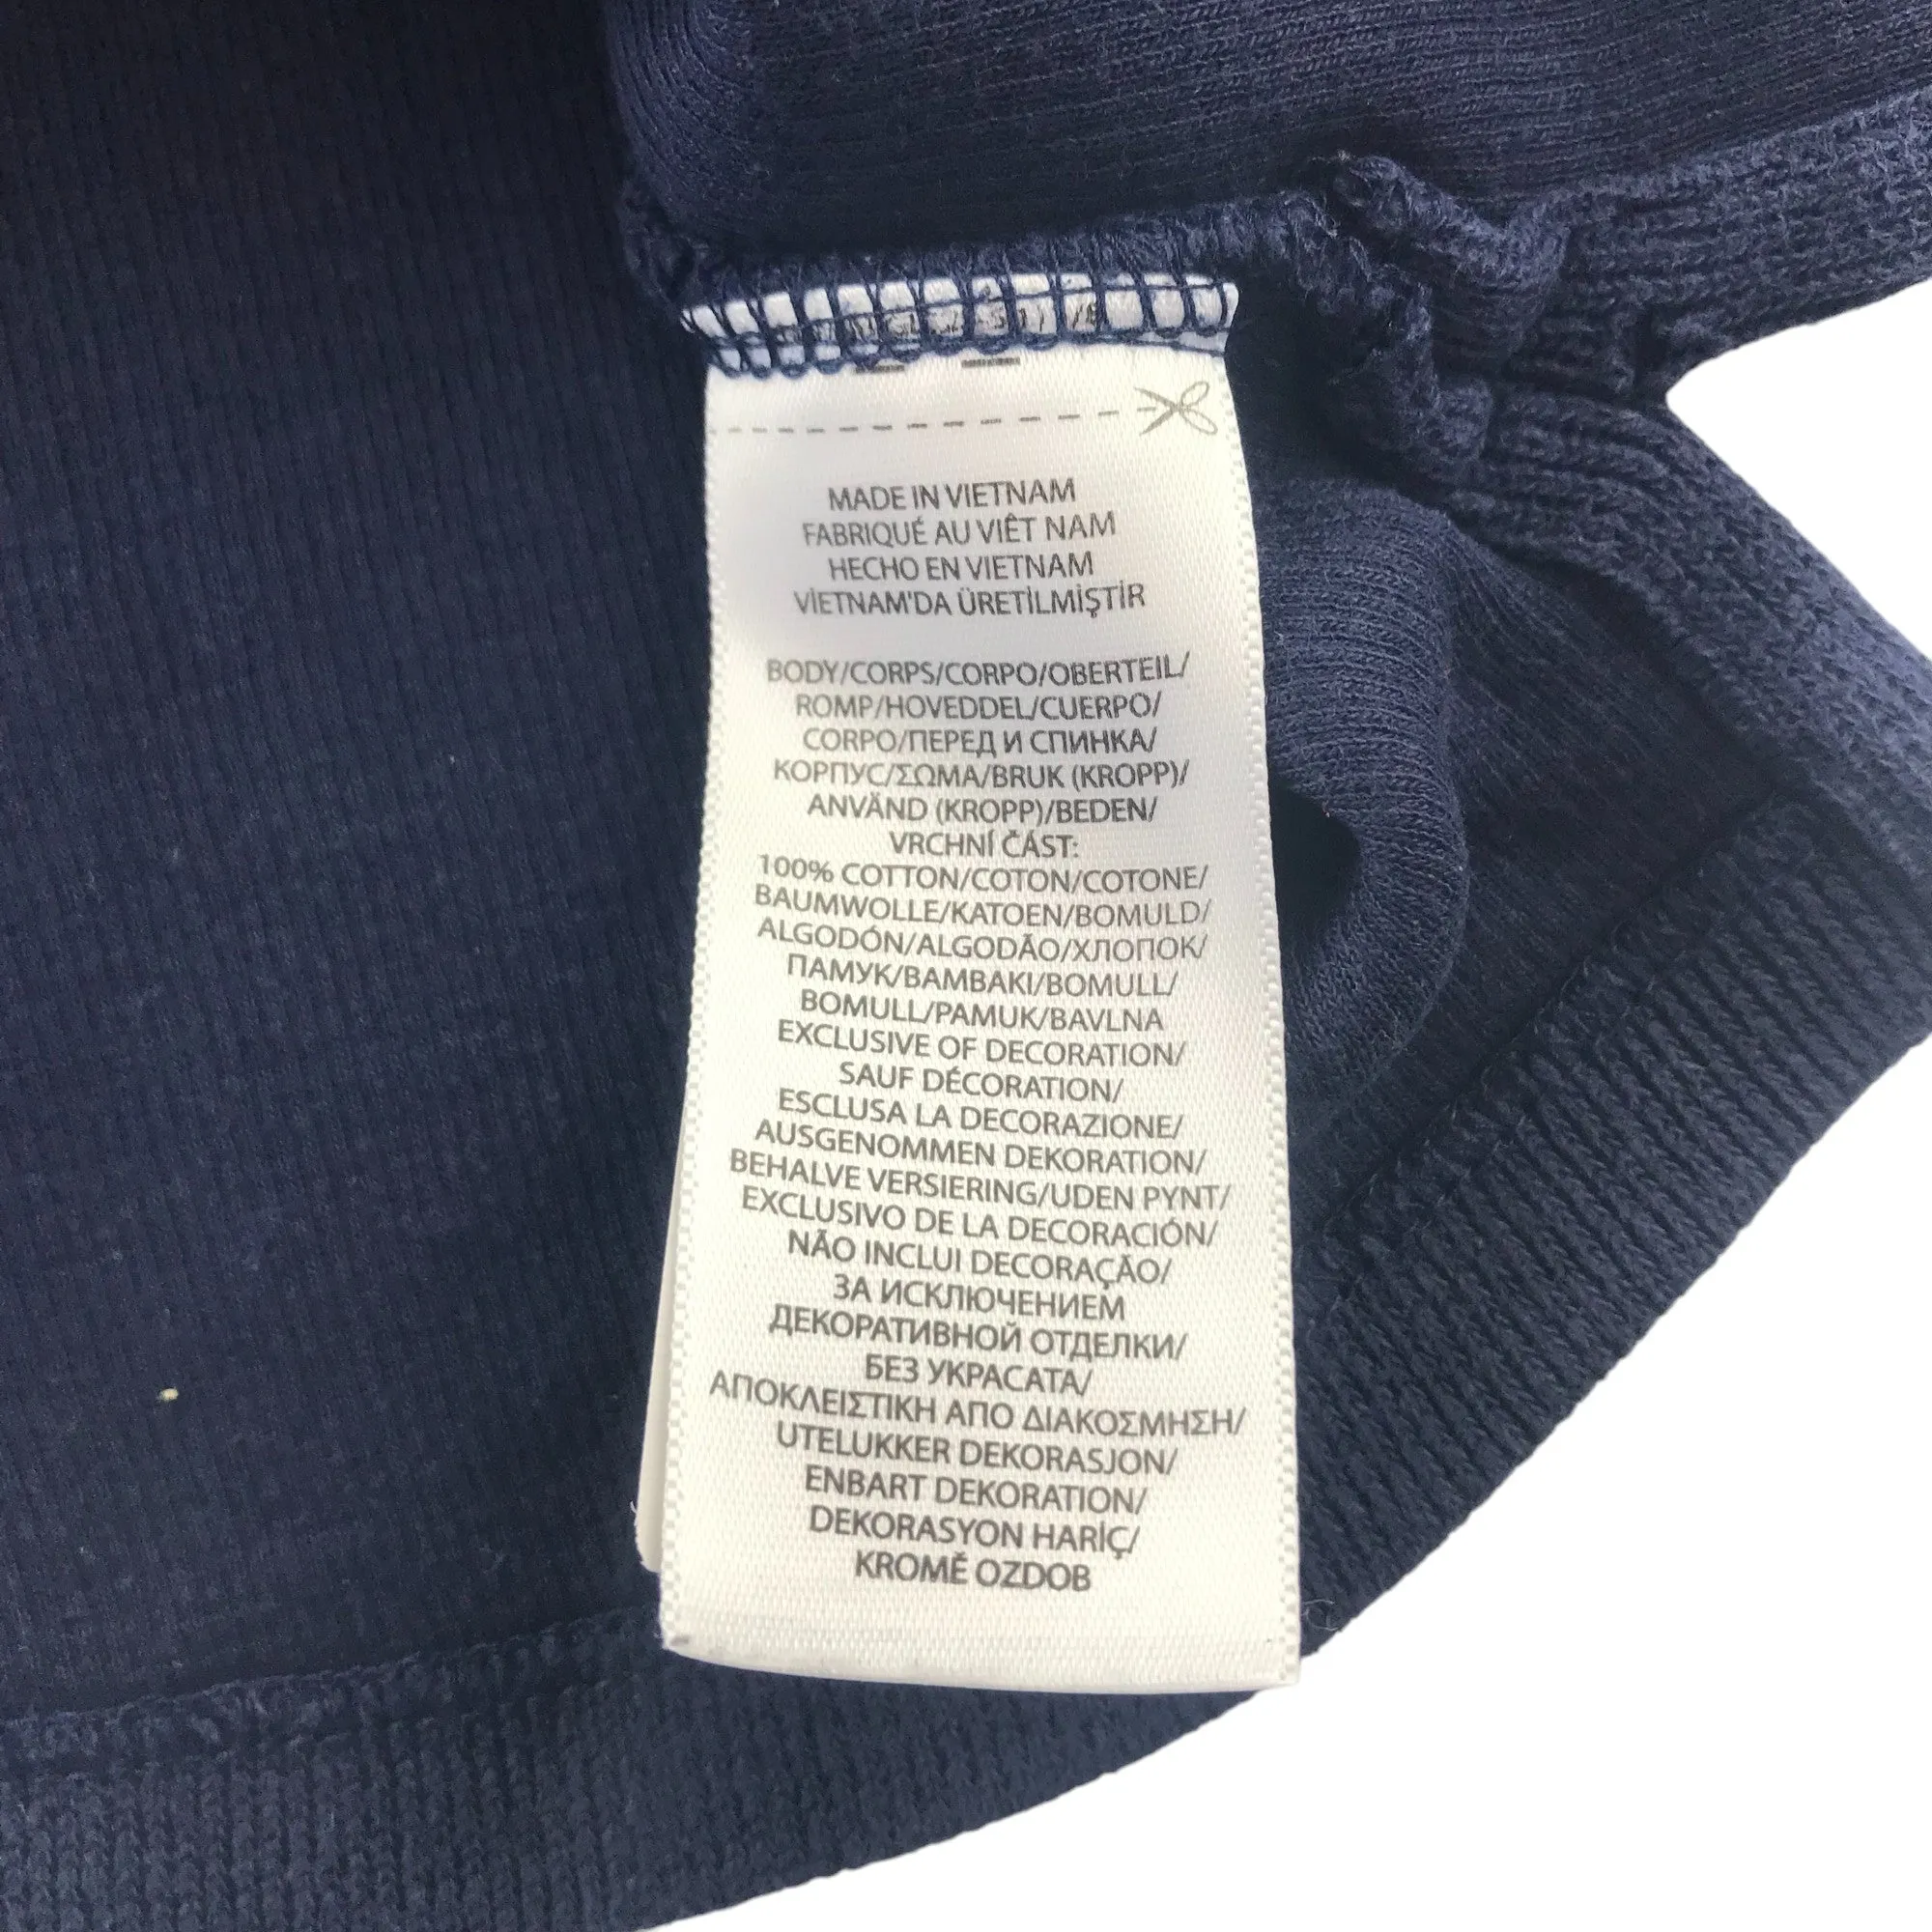 MADE IN VIETNAM
FABRIQUÉ AU VIÊT NAM
HECHO EN VIETNAM
VİETNAM'DA ÜRETİLMİŞTİR
BODY/CORPS/CORPO/OBERTEIL/
ROMP/HOVEDDEL/CUERPO/
CORPO/ПЕРЕД И СПИНКА/
КОРПУС/ΣΩΜΑ/BRUK (KROPP)/
ANVÄND (KROPP)/BEDEN/
VRCHNÍ ČÁST:
100% COTTON/COTON/COTONE/
BAUMWOLLE/KATOEN/BOMULD/
ALGODÓN/ALGODÃO/ХЛОПОК/
ПАМУК/BAMBAKI/BOMULL/
BOMULL/PAMUK/BAVLNA
EXCLUSIVE OF DECORATION/
SAUF DÉCORATION/
ESCLUSA LA DECORAZIONE/
AUSGENOMMEN DEKORATION/
BEHALVE VERSIERING/UDEN PYNT/
EXCLUSIVO DE LA DECORACIÓN/
NÃO INCLUI DECORAÇÃO/
ЗА ИСКЛЮЧЕНИЕМ
ДЕКОРАТИВНОЙ ОТДЕЛКИ/
БЕЗ УКРАСАТА/
ΑΠΟΚΛΕΙΣΤΙΚΗ ΑΠΟ ΔΙΑΚΟΣΜΗΣΗ/
UTELUKKER DEKORASJON/
ENBART DEKORATION/
DEKORASYON HARİÇ/
KROMĚ OZDOB